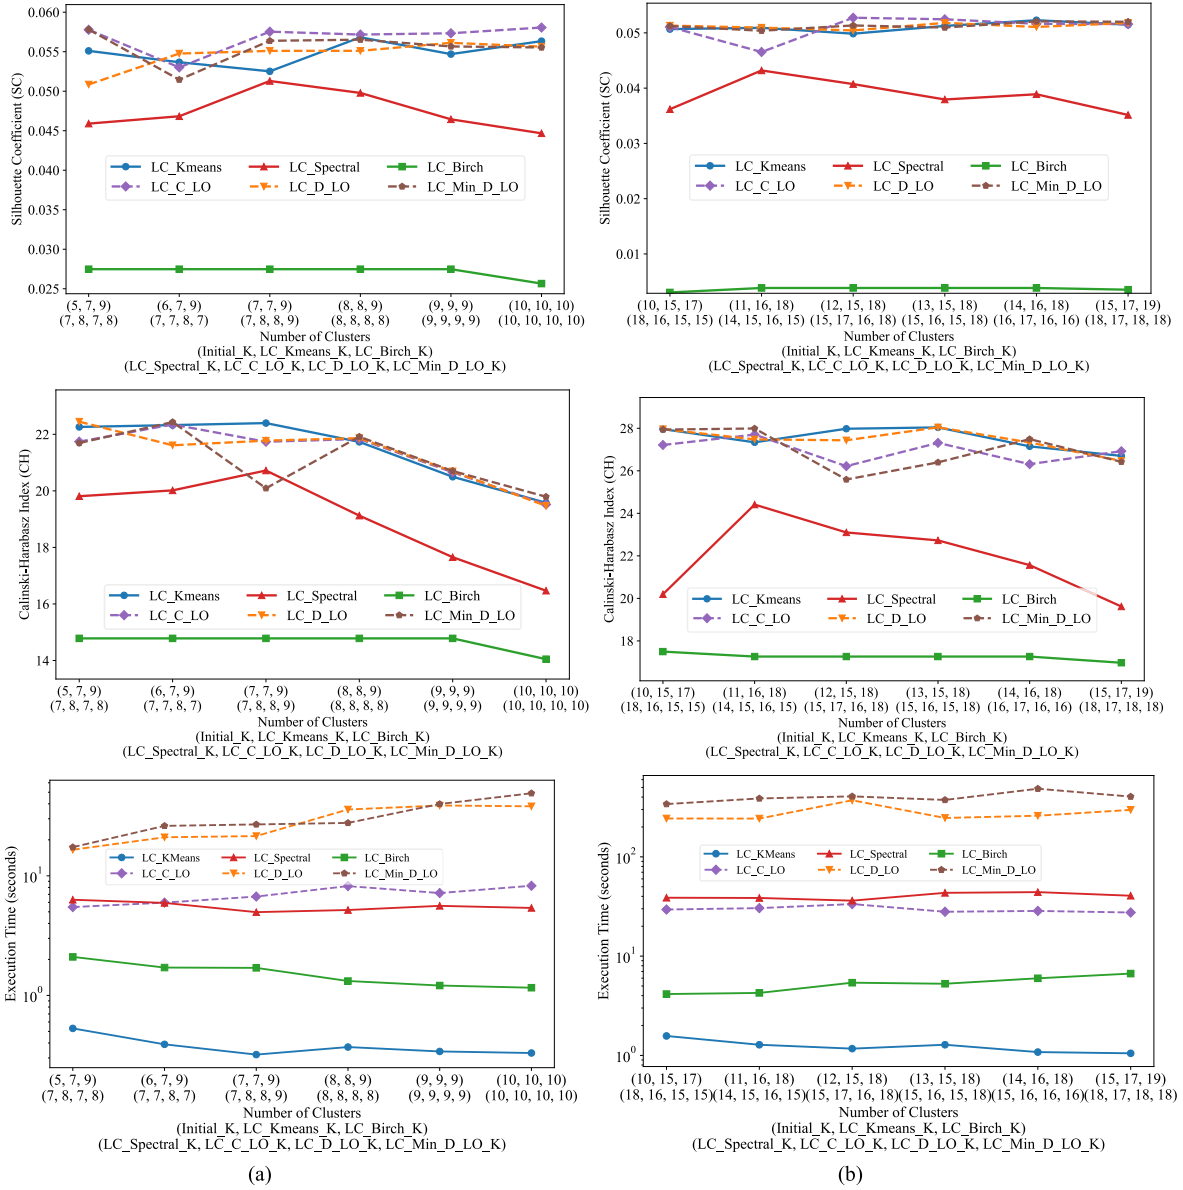 0.060
0.055
0.050
0.045
0.040
0.035
0.030
0.025
Silhouette Coefficient (SC)
LC_Kmeans
LC_Spectral
LC_Birch
LC_C_LO
LC_D_LO
LC_Min_D_LO
(5, 7, 9) (6, 7, 9) (7, 7, 9) (8, 8, 9) (9, 9, 9) (10, 10, 10)
(7, 8, 7, 8) (7, 7, 8, 7) (7, 8, 8, 9) (8, 8, 8, 8) (9, 9, 9, 9) (10, 10, 10)
Number of Clusters
(Initial_K, LC_Kmeans_K, LC_Birch_K)
(LC_Spectral_K, LC_C_LO_K, LC_D_LO_K, LC_Min_D_LO_K)
0.05
0.04
0.03
0.02
0.01
Silhouette Coefficient (SC)
LC_Kmeans
LC_Spectral
LC_Birch
LC_C_LO
LC_D_LO
LC_Min_D_LO
(10, 15, 17) (11, 16, 18) (12, 15, 18) (13, 15, 18) (14, 16, 18) (15, 17, 19)
(18, 16, 15, 15) (14, 15, 16, 15) (15, 17, 16, 18) (15, 16, 15, 18) (16, 17, 16, 16) (18, 17, 18, 18)
Number of Clusters
(Initial_K, LC_Kmeans_K, LC_Birch_K)
(LC_Spectral_K, LC_C_LO_K, LC_D_LO_K, LC_Min_D_LO_K)
22
20
18
16
14
Calinski-Harabasz Index (CH)
LC_Kmeans
LC_Spectral
LC_Birch
LC_C_LO
LC_D_LO
LC_Min_D_LO
(5, 7, 9) (6, 7, 9) (7, 7, 9) (8, 8, 9) (9, 9, 9) (10, 10, 10)
(7, 8, 7, 8) (7, 7, 8, 7) (7, 8, 8, 9) (8, 8, 8, 8) (9, 9, 9, 9) (10, 10, 10)
Number of Clusters
(Initial_K, LC_Kmeans_K, LC_Birch_K)
(LC_Spectral_K, LC_C_LO_K, LC_D_LO_K, LC_Min_D_LO_K)
28
26
24
22
20
18
Calinski-Harabasz Index (CH)
LC_Kmeans
LC_Spectral
LC_Birch
LC_C_LO
LC_D_LO
LC_Min_D_LO
(10, 15, 17) (11, 16, 18) (12, 15, 18) (13, 15, 18) (14, 16, 18) (15, 17, 19)
(18, 16, 15, 15) (14, 15, 16, 15) (15, 17, 16, 18) (15, 16, 15, 18) (16, 17, 16, 16) (18, 17, 18, 18)
Number of Clusters
(Initial_K, LC_Kmeans_K, LC_Birch_K)
(LC_Spectral_K, LC_C_LO_K, LC_D_LO_K, LC_Min_D_LO_K)
10¹
10⁰
Execution Time (seconds)
LC_KMeans
LC_Spectral
LC_Birch
LC_C_LO
LC_D_LO
LC_Min_D_LO
(5, 7, 9) (6, 7, 9) (7, 7, 9) (8, 8, 9) (9, 9, 9) (10, 10, 10)
(7, 8, 7, 8) (7, 7, 8, 7) (7, 8, 8, 9) (8, 8, 8, 8) (9, 9, 9, 9) (10, 10, 10)
Number of Clusters
(Initial_K, LC_Kmeans_K, LC_Birch_K)
(LC_Spectral_K, LC_C_LO_K, LC_D_LO_K, LC_Min_D_LO_K)
10²
10¹
10⁰
Execution Time (seconds)
LC_KMeans
LC_Spectral
LC_Birch
LC_C_LO
LC_D_LO
LC_Min_D_LO
(10, 15, 17) (11, 16, 18) (12, 15, 18) (13, 15, 18) (14, 16, 18) (15, 17, 19)
(18, 16, 15, 15) (14, 15, 16, 15) (15, 17, 16, 18) (15, 16, 15, 18) (16, 17, 16, 16) (18, 17, 18, 18)
Number of Clusters
(Initial_K, LC_Kmeans_K, LC_Birch_K)
(LC_Spectral_K, LC_C_LO_K, LC_D_LO_K, LC_Min_D_LO_K)
(a)
(b)